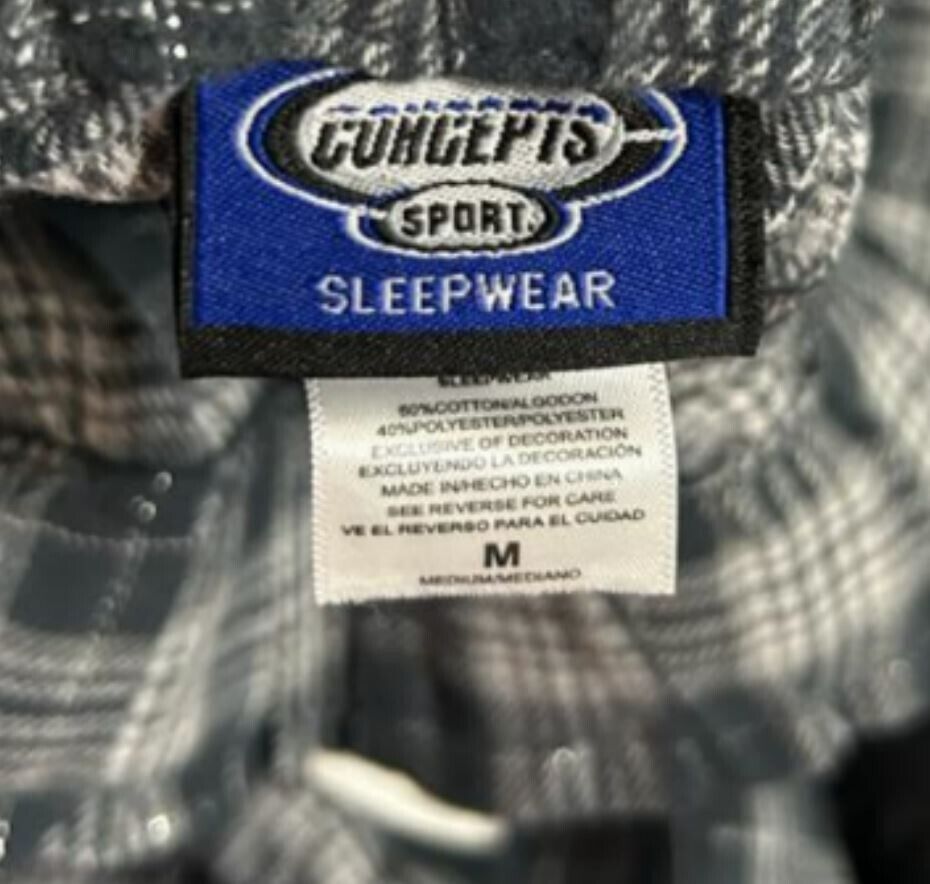 CONCEPTS
SPORT.
SLEEPWEAR
SLEEPWEAR
60%COTTON/ALGODON
40%POLYESTER/POLYESTER
EXCLUSIVE OF DECORATION
EXCLUYENDO LA DECORACIÓN
MADE IN/HECHO EN CHINA
SEE REVERSE FOR CARE
VE EL REVERSO PARA EL CUIDAD
M
MEDIUM/MEDIANO